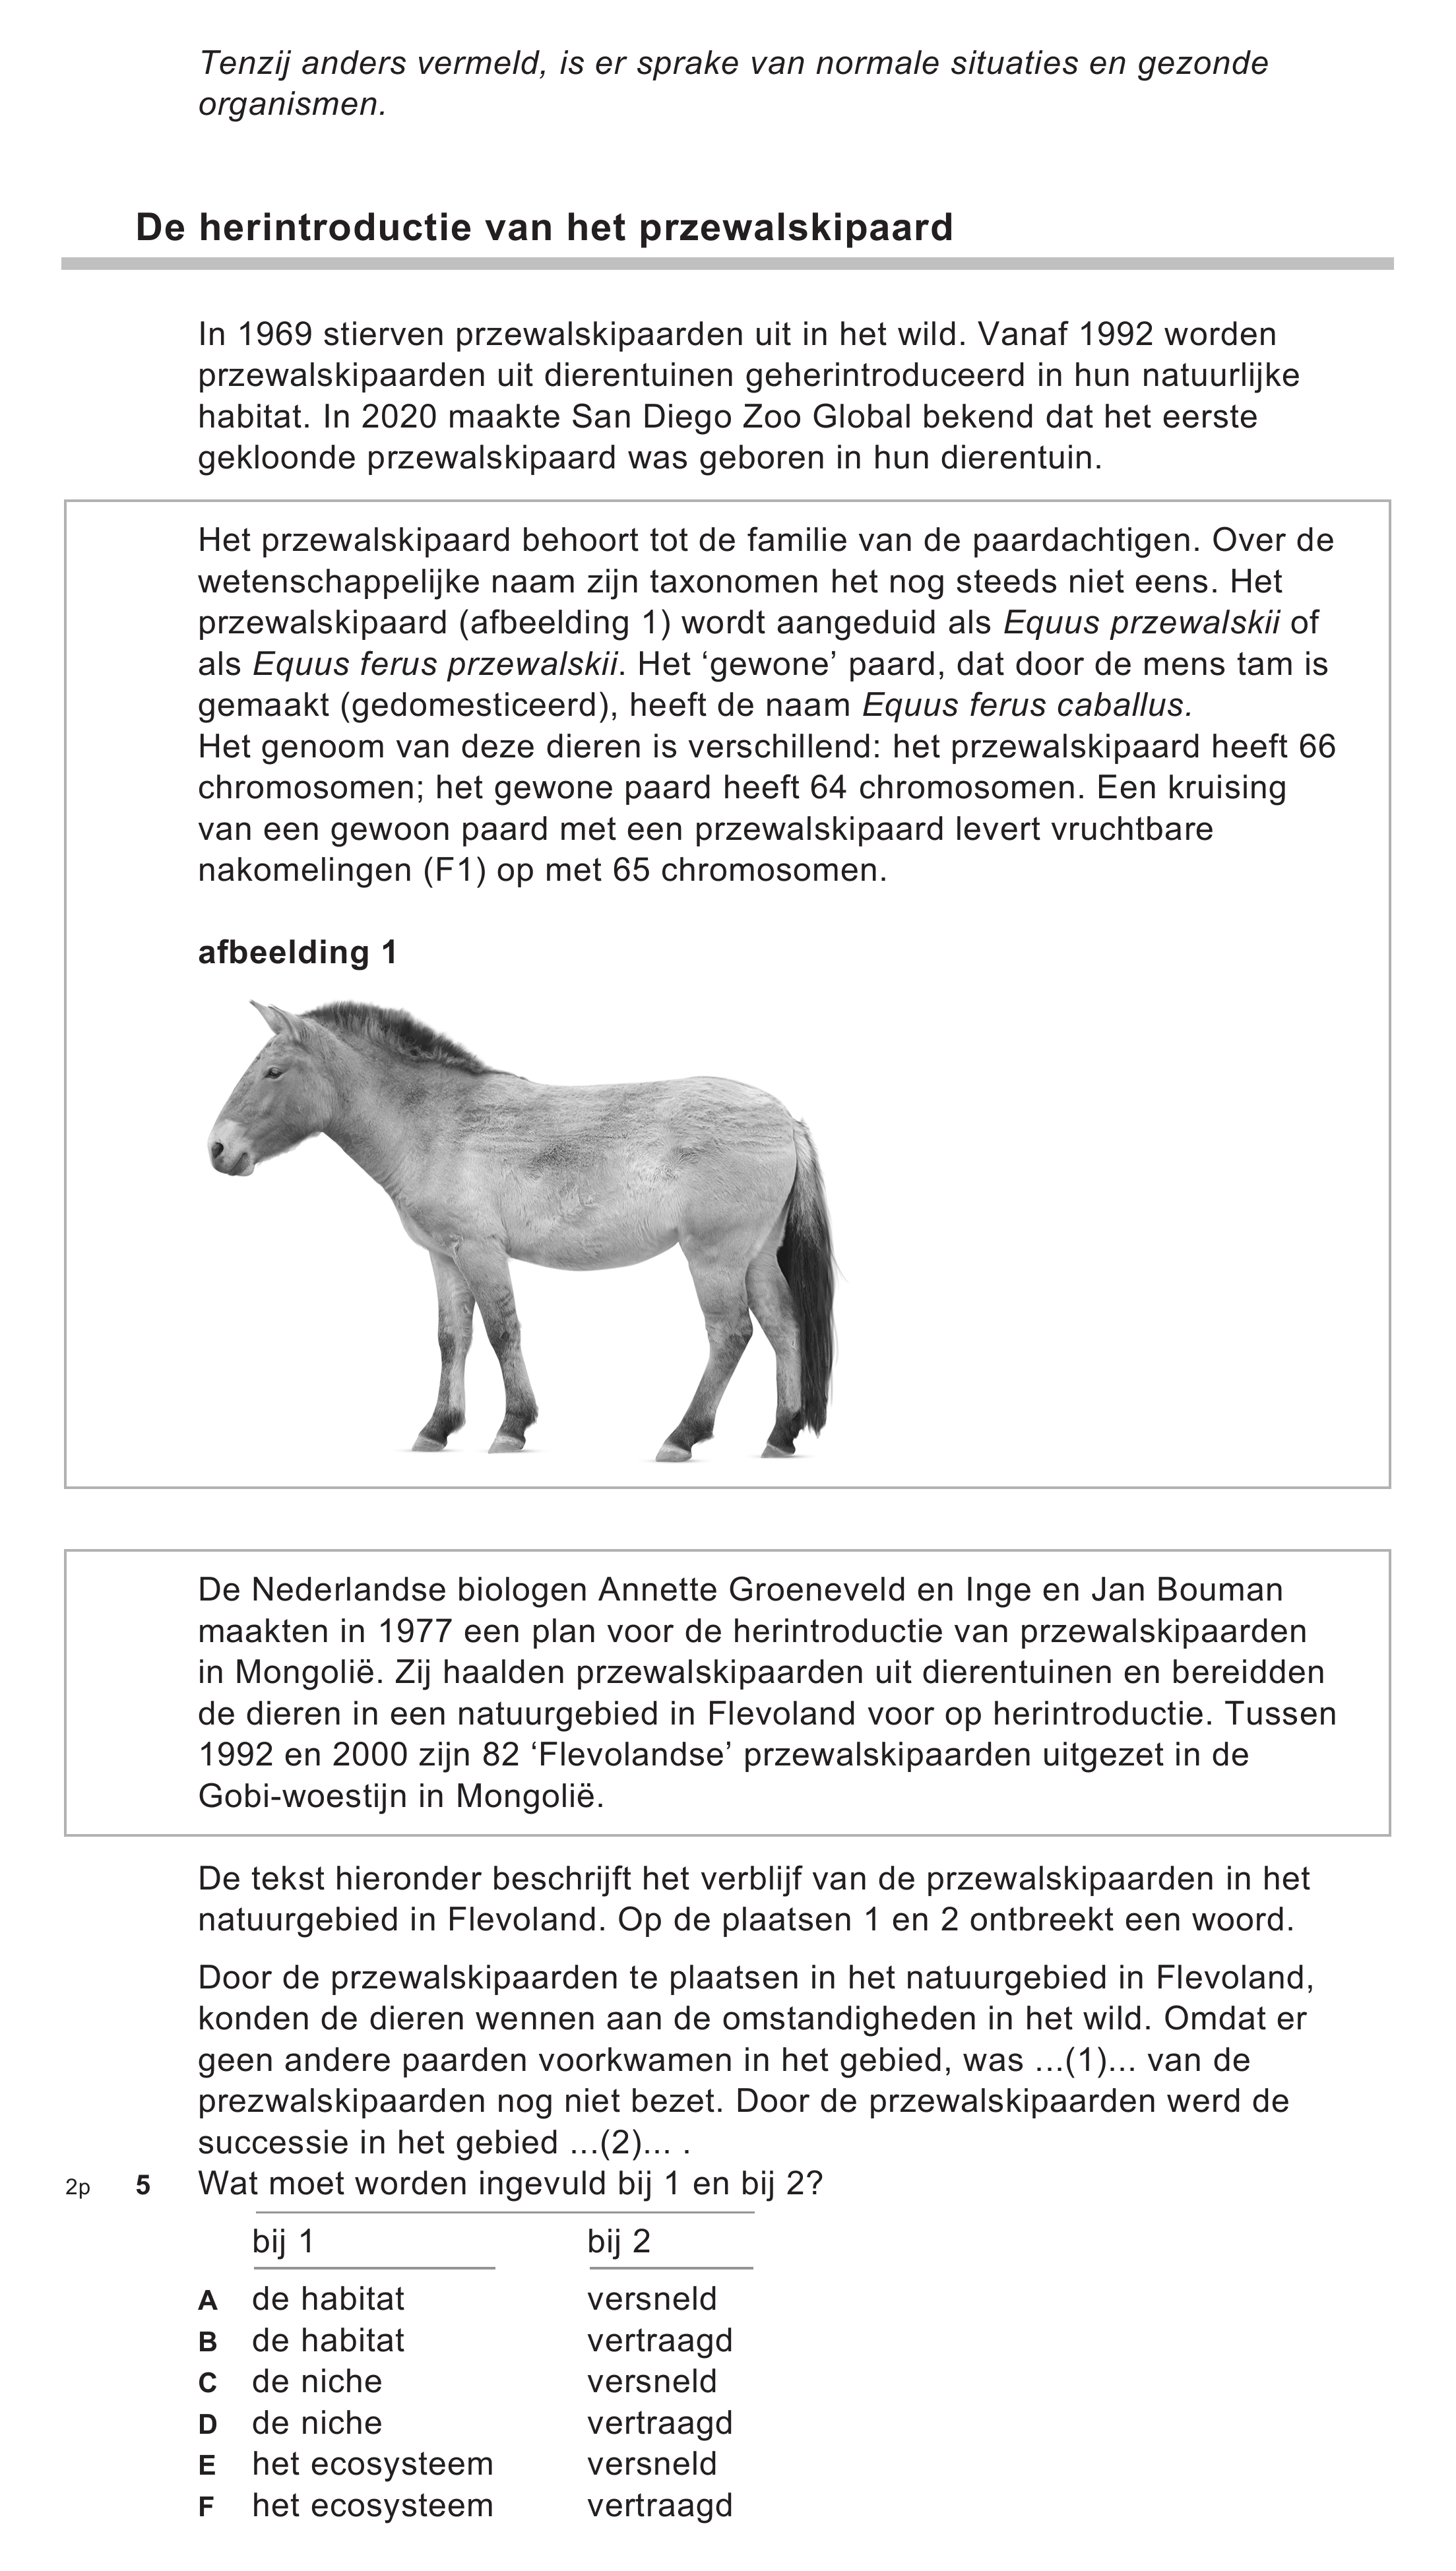 Tenzij anders vermeld, is er sprake van normale situaties en gezonde
organismen.
De herintroductie van het przewalskipaard
In 1969 stierven przewalskipaarden uit in het wild. Vanaf 1992 worden
przewalskipaarden uit dierentuinen geherintroduceerd in hun natuurlijke
habitat. In 2020 maakte San Diego Zoo Global bekend dat het eerste
gekloonde przewalskipaard was geboren in hun dierentuin.
Het przewalskipaard behoort tot de familie van de paardachtigen. Over de
wetenschappelijke naam zijn taxonomen het nog steeds niet eens. Het
przewalskipaard (afbeelding 1) wordt aangeduid als Equus przewalskii of
als Equus ferus przewalskii. Het ‘gewone’ paard, dat door de mens tam is
gemaakt (gedomesticeerd), heeft de naam Equus ferus caballus.
Het genoom van deze dieren is verschillend: het przewalskipaard heeft 66
chromosomen; het gewone paard heeft 64 chromosomen. Een kruising
van een gewoon paard met een przewalskipaard levert vruchtbare
nakomelingen (F1) op met 65 chromosomen.
afbeelding 1
De Nederlandse biologen Annette Groeneveld en Inge en Jan Bouman
maakten in 1977 een plan voor de herintroductie van przewalskipaarden
in Mongolië. Zij haalden przewalskipaarden uit dierentuinen en bereidden
de dieren in een natuurgebied in Flevoland voor op herintroductie. Tussen
1992 en 2000 zijn 82 ‘Flevolandse’ przewalskipaarden uitgezet in de
Gobi-woestijn in Mongolië.
De tekst hieronder beschrijft het verblijf van de przewalskipaarden in het
natuurgebied in Flevoland. Op de plaatsen 1 en 2 ontbreekt een woord.
Door de przewalskipaarden te plaatsen in het natuurgebied in Flevoland,
konden de dieren wennen aan de omstandigheden in het wild. Omdat er
geen andere paarden voorkwamen in het gebied, was ...(1)... van de
prezwalskipaarden nog niet bezet. Door de przewalskipaarden werd de
successie in het gebied ...(2)... .
2p 5 Wat moet worden ingevuld bij 1 en bij 2?
bij 1 bij 2
A de habitat versneld
B de habitat vertraagd
C de niche versneld
D de niche vertraagd
E het ecosysteem versneld
F het ecosysteem vertraagd